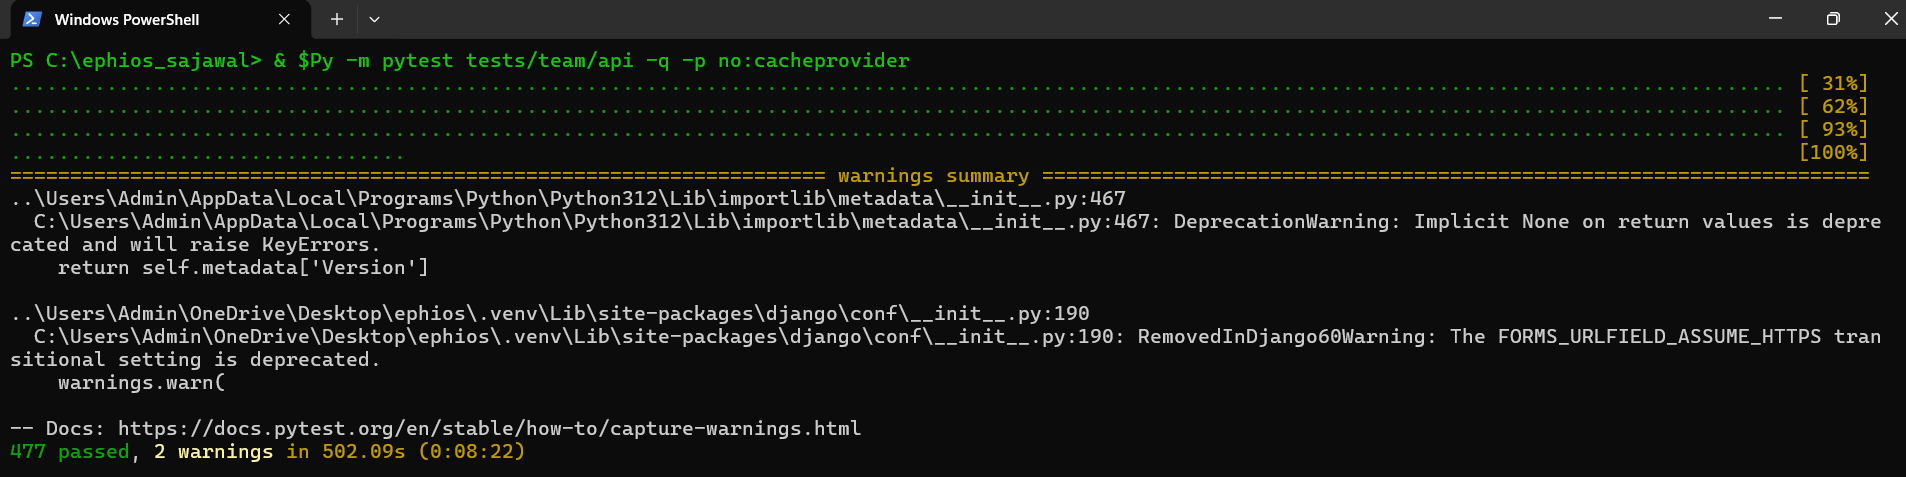 Windows PowerShell
PS C:\ephios_sajawal> & $Py -m pytest tests/team/api -q -p no:cacheprovider
.................................................................................................................................................... [ 31%]
.................................................................................................................................................... [ 62%]
.................................................................................................................................................... [ 93%]
................................. [100%]
==================================================================== warnings summary =====================================================================
..\Users\Admin\AppData\Local\Programs\Python\Python312\Lib\importlib\metadata\__init__.py:467
  C:\Users\Admin\AppData\Local\Programs\Python\Python312\Lib\importlib\metadata\__init__.py:467: DeprecationWarning: Implicit None on return values is depre
cated and will raise KeyErrors.
    return self.metadata['Version']

..\Users\Admin\OneDrive\Desktop\ephios\.venv\Lib\site-packages\django\conf\__init__.py:190
  C:\Users\Admin\OneDrive\Desktop\ephios\.venv\Lib\site-packages\django\conf\__init__.py:190: RemovedInDjango60Warning: The FORMS_URLFIELD_ASSUME_HTTPS tran
sitional setting is deprecated.
    warnings.warn(

-- Docs: https://docs.pytest.org/en/stable/how-to/capture-warnings.html
477 passed, 2 warnings in 502.09s (0:08:22)